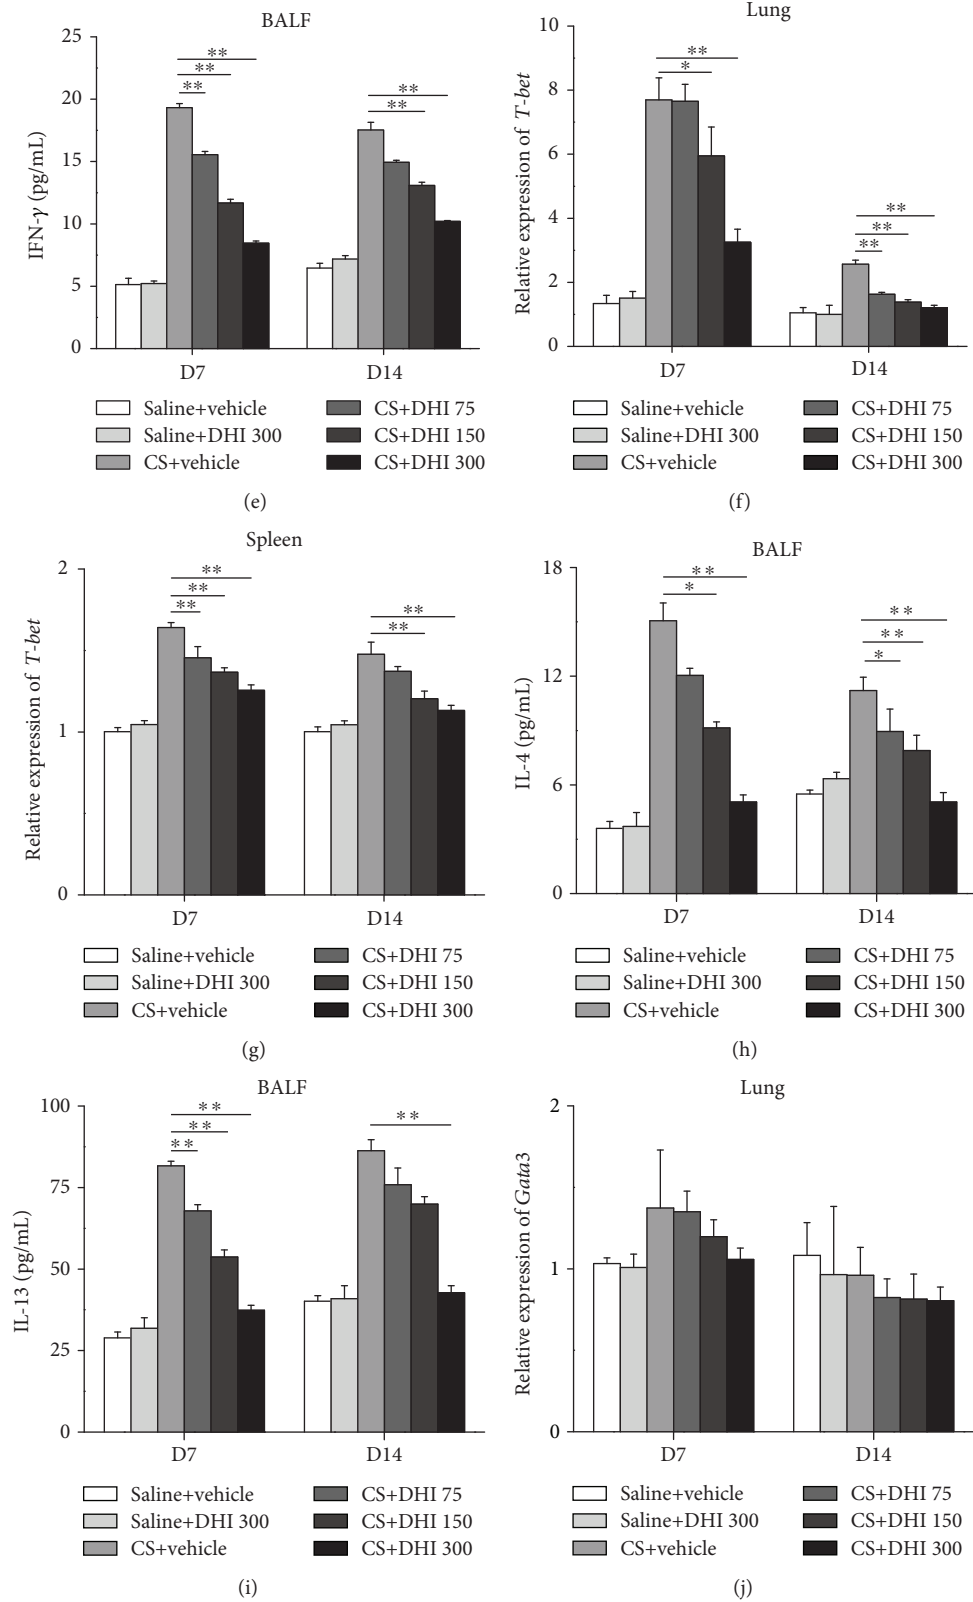 BALF
25
20
15
10
5
0
IFN-γ (pg/mL)
**
**
**
**
**
D7
D14
Saline+vehicle
Saline+DHI 300
CS+vehicle
CS+DHI 75
CS+DHI 150
CS+DHI 300
(e)
Lung
10
8
6
4
2
0
Relative expression of T-bet
**
*
**
**
**
D7
D14
Saline+vehicle
Saline+DHI 300
CS+vehicle
CS+DHI 75
CS+DHI 150
CS+DHI 300
(f)
Spleen
2
1
0
Relative expression of T-bet
**
**
**
**
**
D7
D14
Saline+vehicle
Saline+DHI 300
CS+vehicle
CS+DHI 75
CS+DHI 150
CS+DHI 300
(g)
BALF
18
12
6
0
IL-4 (pg/mL)
**
*
**
**
*
D7
D14
Saline+vehicle
Saline+DHI 300
CS+vehicle
CS+DHI 75
CS+DHI 150
CS+DHI 300
(h)
BALF
100
75
50
25
0
IL-13 (pg/mL)
**
**
**
**
D7
D14
Saline+vehicle
Saline+DHI 300
CS+vehicle
CS+DHI 75
CS+DHI 150
CS+DHI 300
(i)
Lung
2
1
0
Relative expression of Gata3
D7
D14
Saline+vehicle
Saline+DHI 300
CS+vehicle
CS+DHI 75
CS+DHI 150
CS+DHI 300
(j)